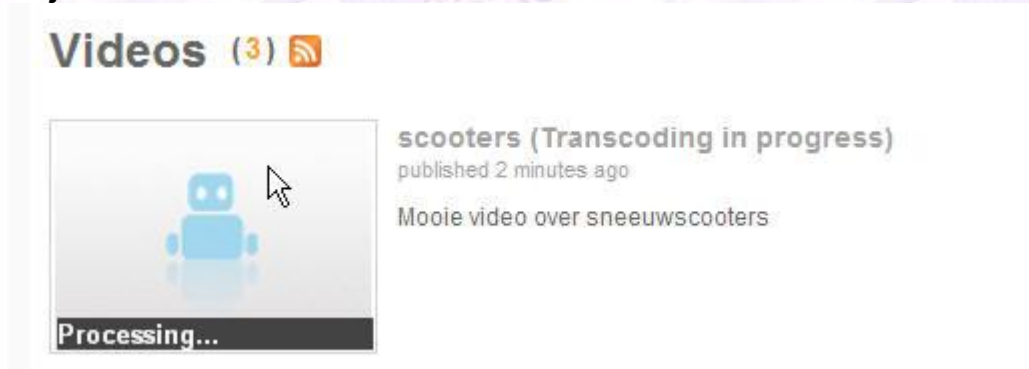 Videos (3)
scooters (Transcoding in progress)
published 2 minutes ago
Mooie video over sneeuwscooters
Processing...